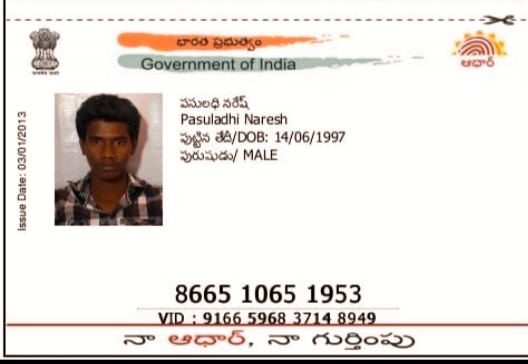 భారత ప్రభుత్వం
Government of India
ఆధార్
Issue Date: 03/01/2013
పసులధి నరేష్
Pasuladhi Naresh
పుట్టిన తేదీ/DOB: 14/06/1997
పురుషుడు/ MALE
8665 1065 1953
VID : 9166 5968 3714 8949
నా ఆధార్, నా గుర్తింపు